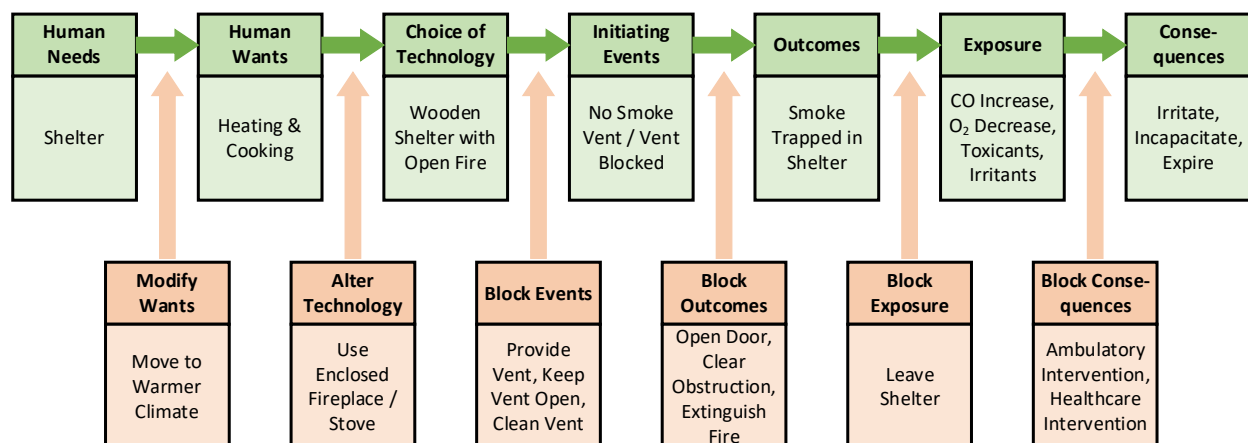 Human
Needs
Shelter
Human
Wants
Heating &
Cooking
Choice of
Technology
Wooden
Shelter with
Open Fire
Initiating
Events
No Smoke
Vent / Vent
Blocked
Outcomes
Smoke
Trapped in
Shelter
Exposure
CO Increase,
O₂ Decrease,
Toxicants,
Irritants
Conse-
quences
Irritate,
Incapacitate,
Expire
Modify
Wants
Move to
Warmer
Climate
Alter
Technology
Use
Enclosed
Fireplace /
Stove
Block Events
Provide
Vent, Keep
Vent Open,
Clean Vent
Block
Outcomes
Open Door,
Clear
Obstruction,
Extinguish
Fire
Block
Exposure
Leave
Shelter
Block Conse-
quences
Ambulatory
Intervention,
Healthcare
Intervention